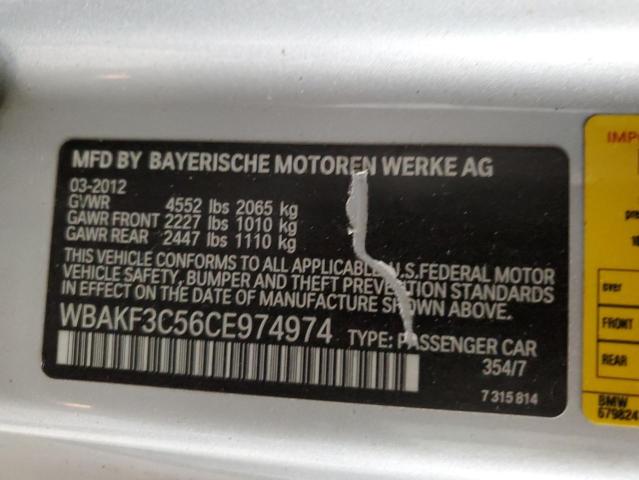 MFD BY BAYERISCHE MOTOREN WERKE AG
03-2012
GVWR 4552 lbs 2065 kg
GAWR FRONT 2227 lbs 1010 kg
GAWR REAR 2447 lbs 1110 kg
THIS VEHICLE CONFORMS TO ALL APPLICABLE U.S.FEDERAL MOTOR
VEHICLE SAFETY, BUMPER AND THEFT PREVENTION STANDARDS
IN EFFECT ON THE DATE OF MANUFACTURE SHOWN ABOVE.
WBAKF3C56CE974974 TYPE: PASSENGER CAR
354/7
7 315 814
over
FRONT
REAR
BMW